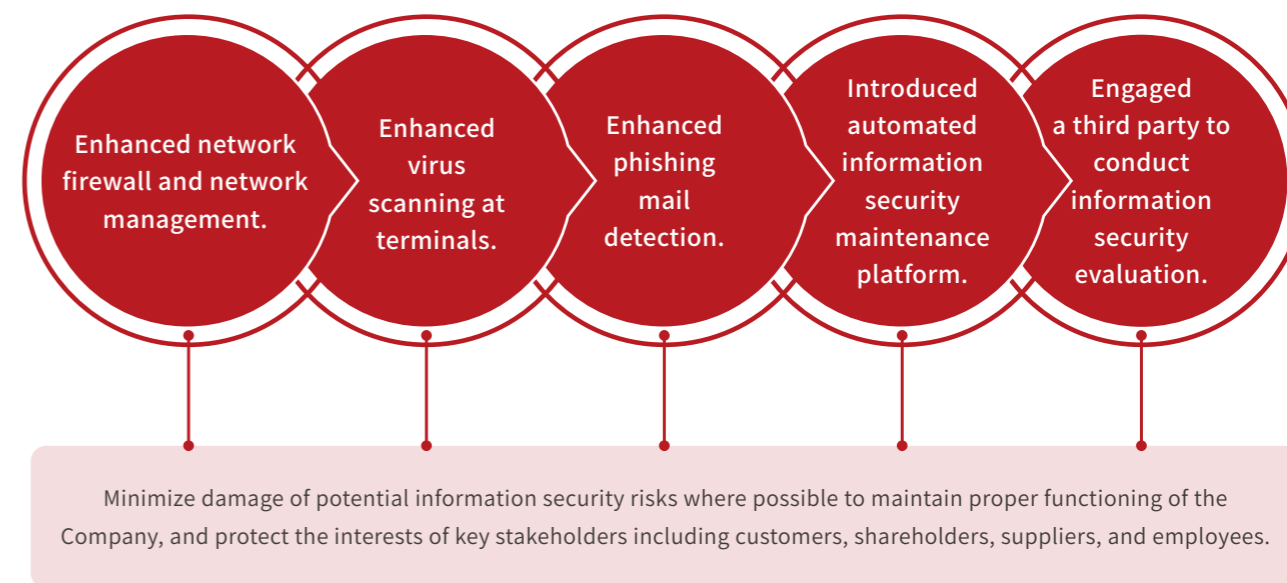 Enhanced network
firewall and network
management.
Enhanced
virus
scanning at
terminals.
Enhanced
phishing
mail
detection.
Introduced
automated
information
security
maintenance
platform.
Engaged
a third party to
conduct
information
security
evaluation.
Minimize damage of potential information security risks where possible to maintain proper functioning of the
Company, and protect the interests of key stakeholders including customers, shareholders, suppliers, and employees.